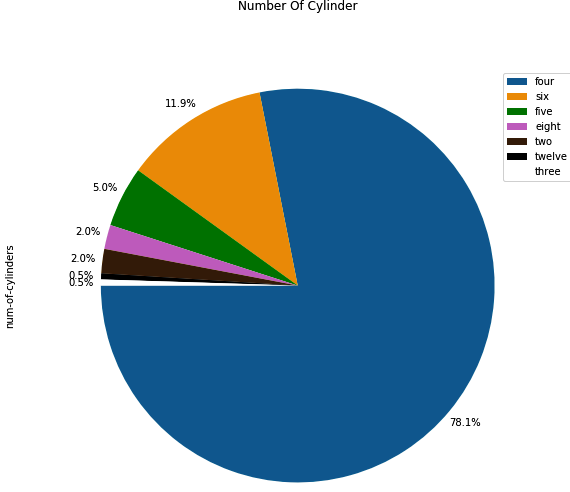 Number Of Cylinder
four
six
five
eight
two
twelve
three
11.9%
5.0%
2.0%
2.0%
0.5%
0.5%
78.1%
num-of-cylinders